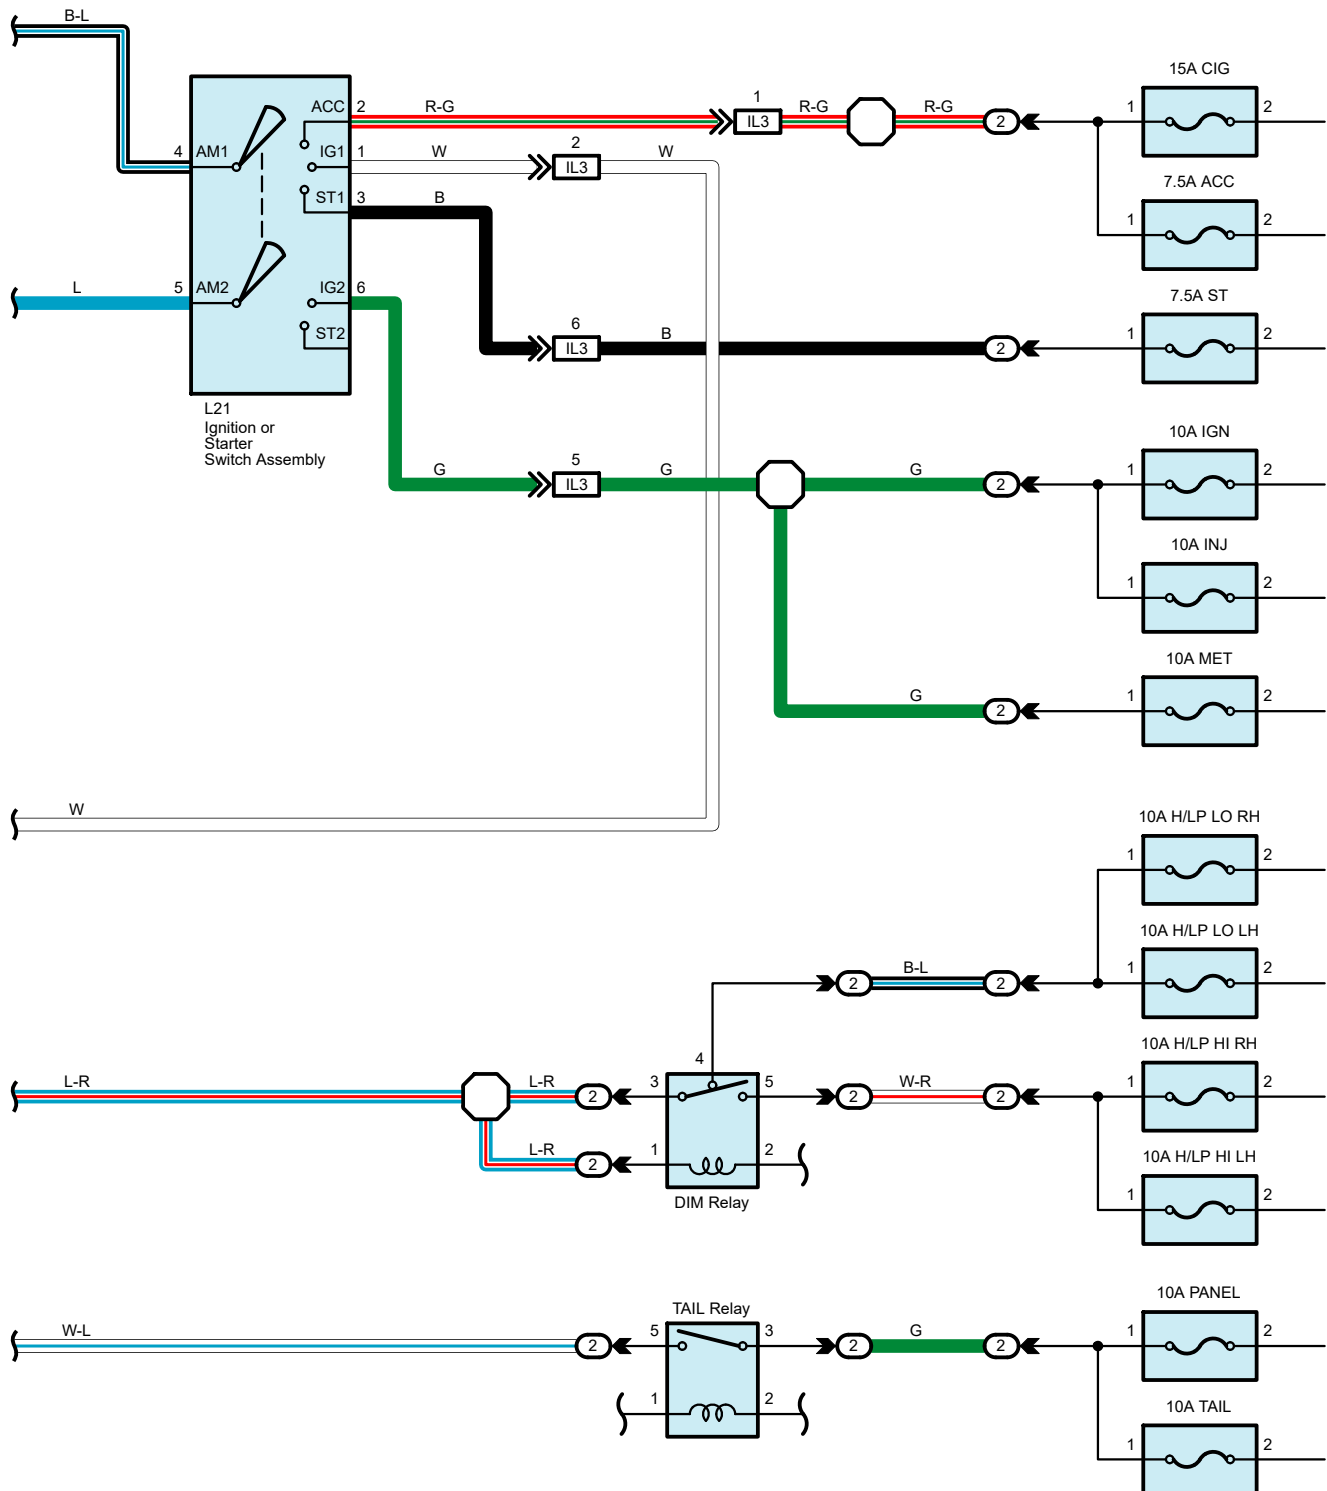 B-L
15A CIG
ACC 2 R-G 1 IL3 R-G R-G 2 1 2
4 AM1 IG1 1 W 2 IL3 W
7.5A ACC
ST1 3 B
1 2
L 5 AM2 IG2 6
7.5A ST
ST2
6 IL3 B 2 1 2
L21
Ignition or
Starter
Switch Assembly
10A IGN
G 5 IL3 G G 2 1 2
10A INJ
1 2
10A MET
G 2 1 2
W
10A H/LP LO RH
1 2
10A H/LP LO LH
2 B-L 2 1 2
10A H/LP HI RH
4
L-R L-R 2 3 5 2 W-R 2 1 2
L-R 2 1 2
10A H/LP HI LH
1 2
DIM Relay
10A PANEL
TAIL Relay
W-L 2 5 3 2 G 2 1 2
1 2
10A TAIL
1 2